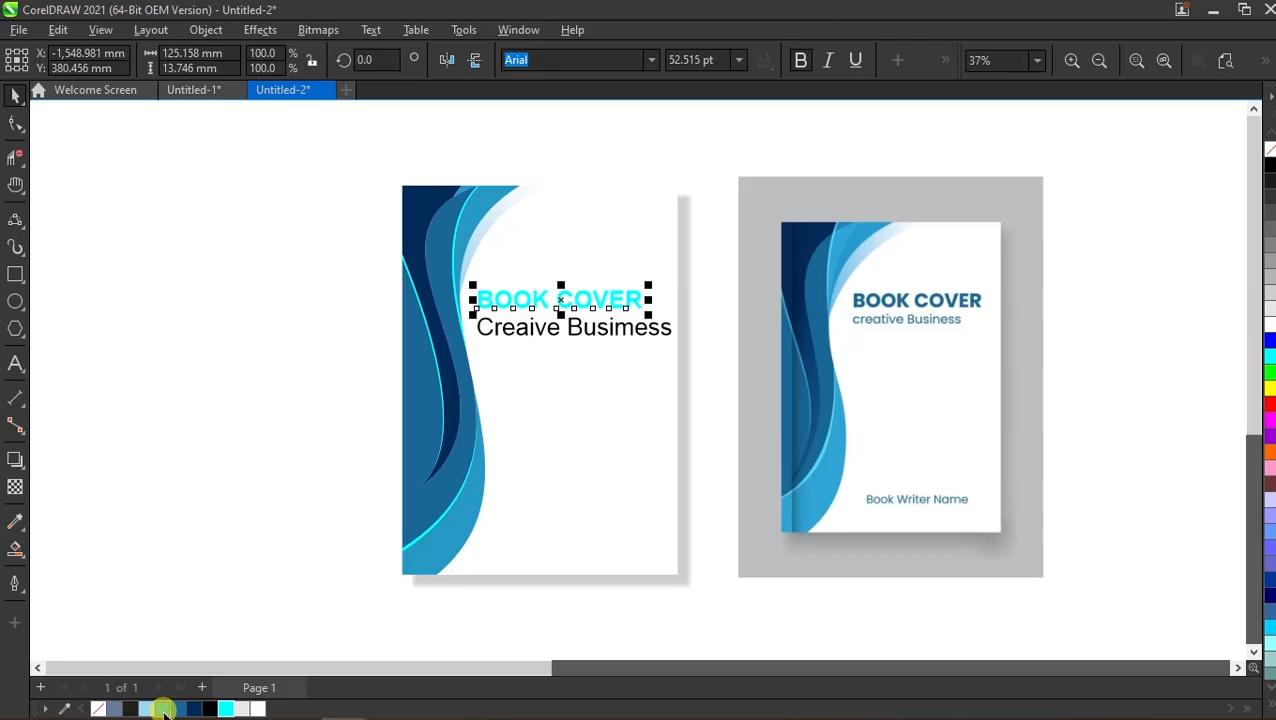 CorelDRAW 2021 (64-Bit OEM Version) - Untitled-2*
File Edit View Layout Object Effects Bitmaps Text Table Tools Window Help
X: -1,548.981 mm 125.158 mm 100.0 % 0.0 ° Arial 52.515 pt B I U 37%
Y: 380.456 mm 13.746 mm 100.0 %
Welcome Screen Untitled-1* Untitled-2*
BOOK COVER
Creaive Busimess
BOOK COVER
creative Business
Book Writer Name
1 of 1 Page 1